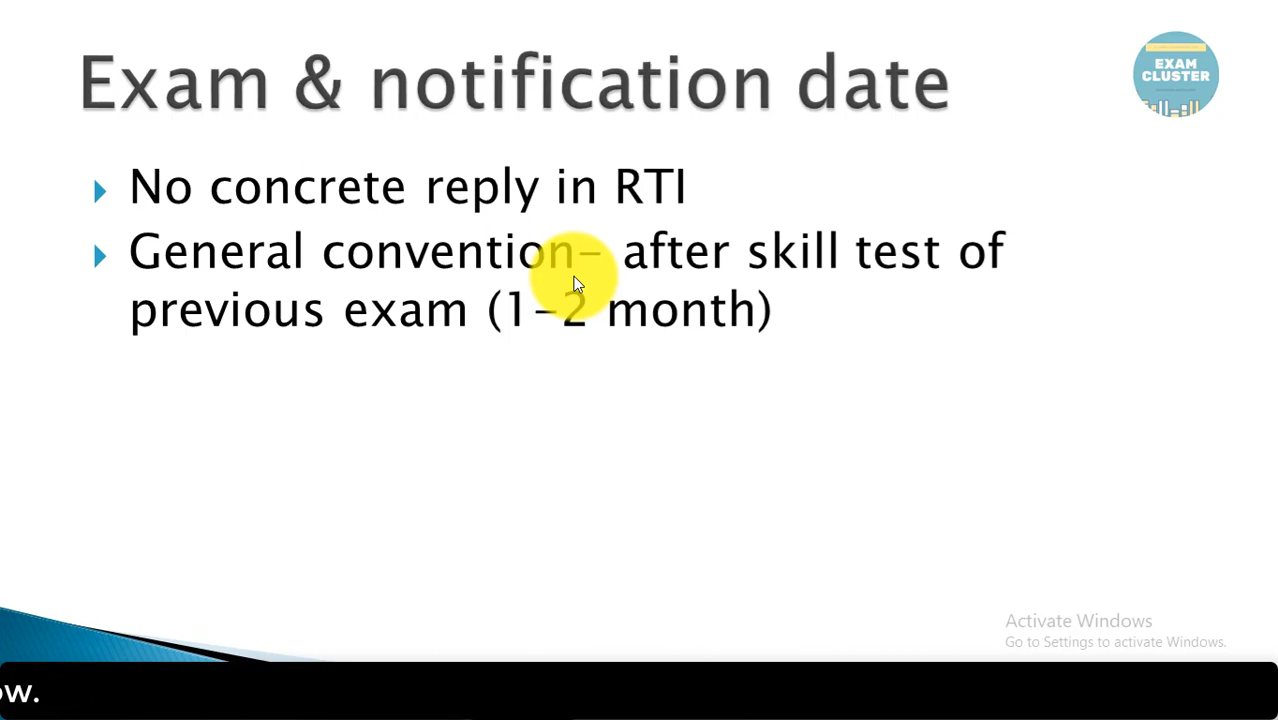 Exam & notification date
EXAM
CLUSTER
No concrete reply in RTI
General convention- after skill test of
previous exam (1-2 month)
Activate Windows
Go to Settings to activate Windows.
ow.